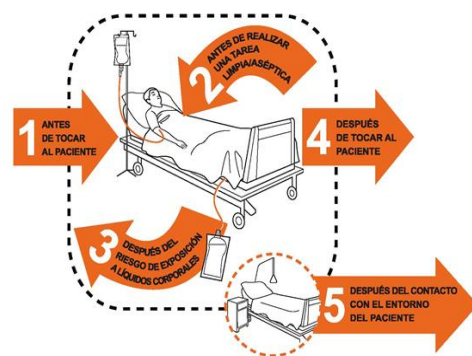 1
ANTES
DE TOCAR
AL PACIENTE
2
ANTES DE REALIZAR
UNA TAREA
LIMPIA/ASÉPTICA
3
DESPUÉS DEL
RIESGO DE EXPOSICIÓN
A LÍQUIDOS CORPORALES
4
DESPUÉS
DE TOCAR AL
PACIENTE
5
DESPUÉS DEL CONTACTO
CON EL ENTORNO
DEL PACIENTE